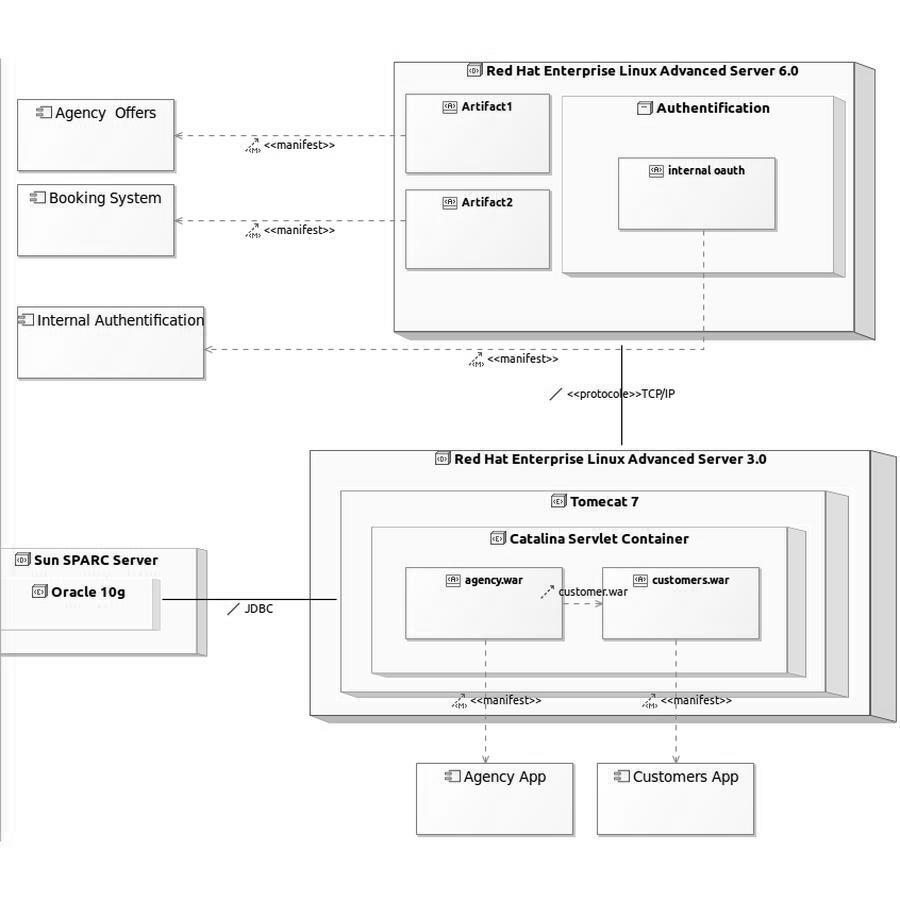 Red Hat Enterprise Linux Advanced Server 6.0
Agency  Offers
Artifact1
Authentification
<<manifest>>
internal oauth
Booking System
Artifact2
<<manifest>>
Internal Authentification
<<manifest>>
<<protocole>>TCP/IP
Red Hat Enterprise Linux Advanced Server 3.0
Tomecat 7
Catalina Servlet Container
Sun SPARC Server
Oracle 10g
agency.war
customer.war
customers.war
JDBC
<<manifest>>
<<manifest>>
Agency App
Customers App